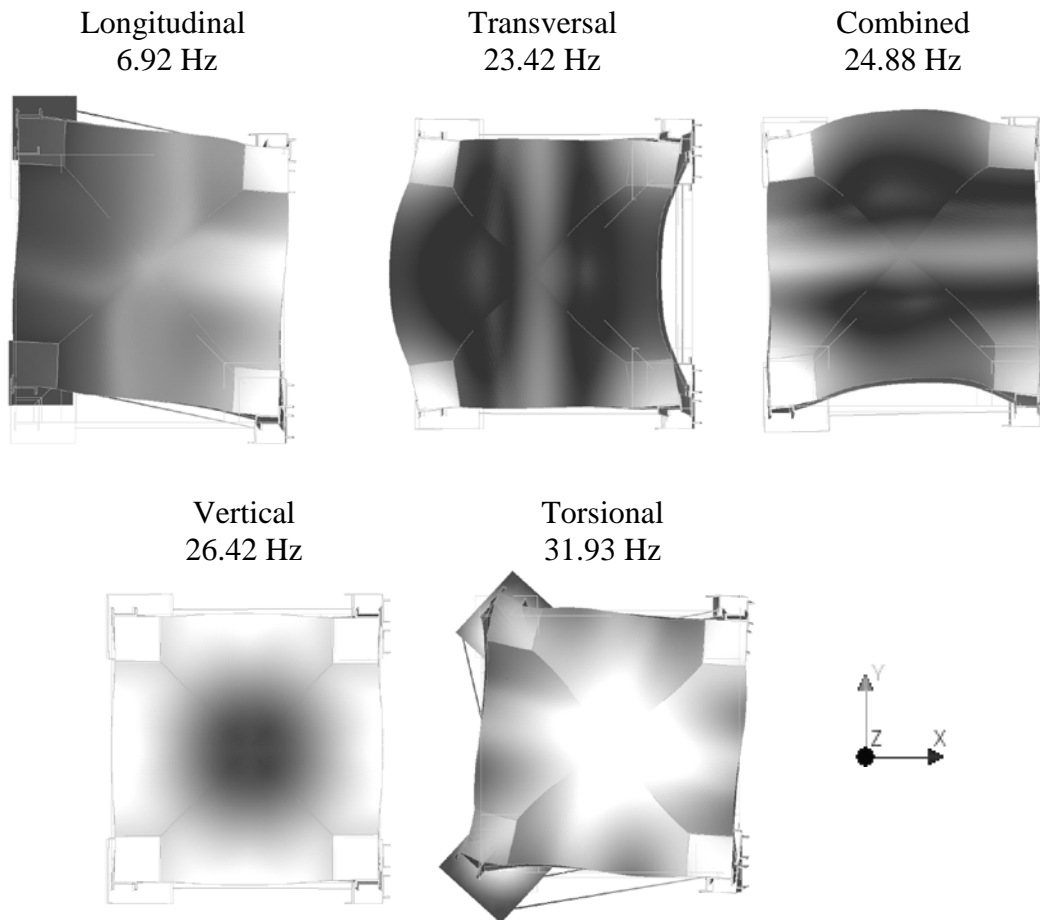 Longitudinal
6.92 Hz
Transversal
23.42 Hz
Combined
24.88 Hz
Vertical
26.42 Hz
Torsional
31.93 Hz
Y
Z
X